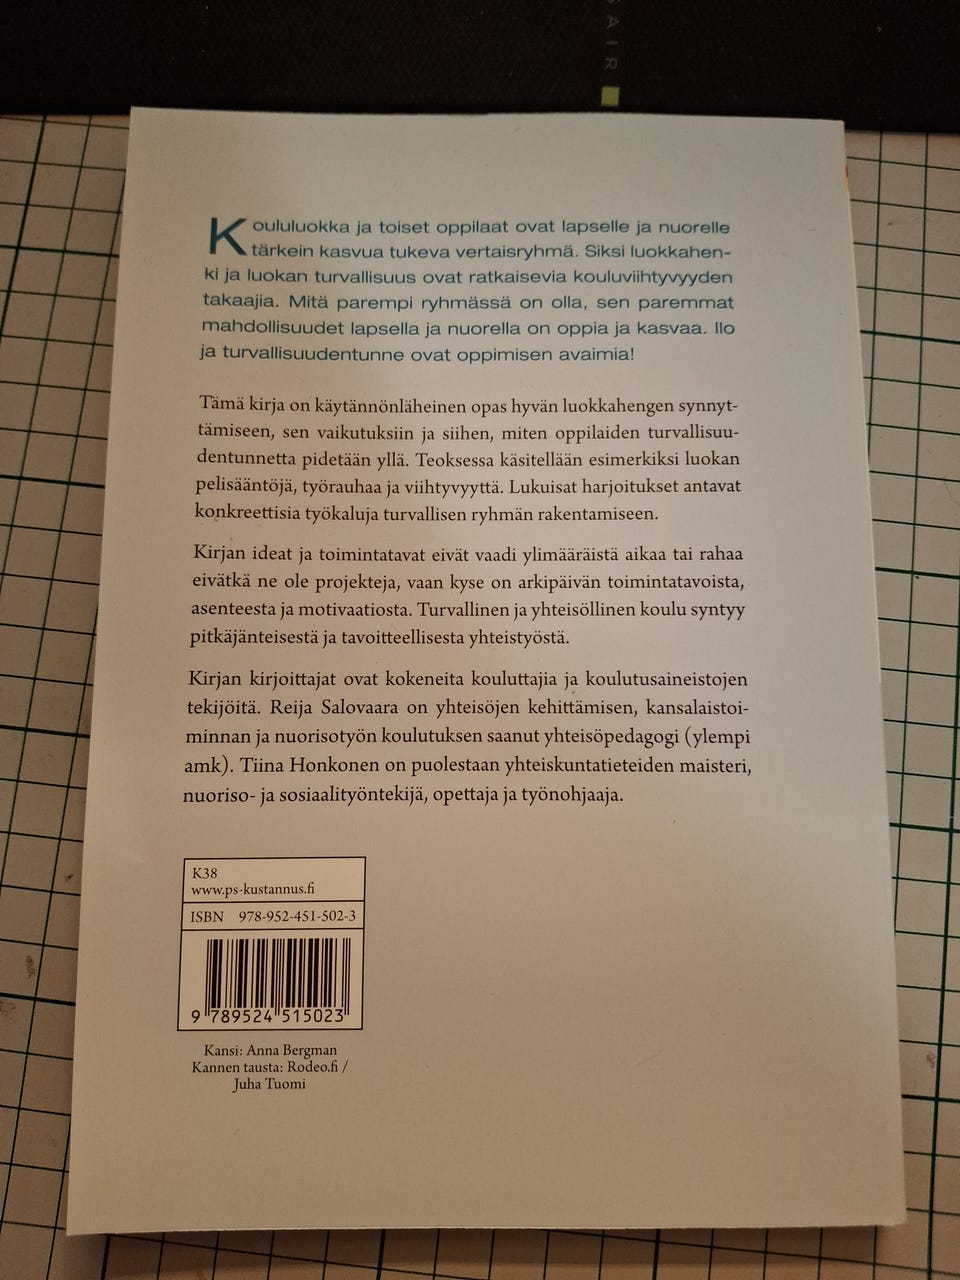 AIR
Koululuokka ja toiset oppilaat ovat lapselle ja nuorelle
tärkein kasvua tukeva vertaisryhmä. Siksi luokkahen-
ki ja luokan turvallisuus ovat ratkaisevia kouluviihtyvyyden
takaajia. Mitä parempi ryhmässä on olla, sen paremmat
mahdollisuudet lapsella ja nuorella on oppia ja kasvaa. Ilo
ja turvallisuudentunne ovat oppimisen avaimia!
Tämä kirja on käytännönläheinen opas hyvän luokkahengen synnyt-
tämiseen, sen vaikutuksiin ja siihen, miten oppilaiden turvallisuu-
dentunnetta pidetään yllä. Teoksessa käsitellään esimerkiksi luokan
pelisääntöjä, työrauhaa ja viihtyvyyttä. Lukuisat harjoitukset antavat
konkreettisia työkaluja turvallisen ryhmän rakentamiseen.
Kirjan ideat ja toimintatavat eivät vaadi ylimääräistä aikaa tai rahaa
eivätkä ne ole projekteja, vaan kyse on arkipäivän toimintatavoista,
asenteesta ja motivaatiosta. Turvallinen ja yhteisöllinen koulu syntyy
pitkäjänteisestä ja tavoitteellisesta yhteistyöstä.
Kirjan kirjoittajat ovat kokeneita kouluttajia ja koulutusaineistojen
tekijöitä. Reija Salovaara on yhteisöjen kehittämisen, kansalaistoi-
minnan ja nuorisotyön koulutuksen saanut yhteisöpedagogi (ylempi
amk). Tiina Honkonen on puolestaan yhteiskuntatieteiden maisteri,
nuoriso- ja sosiaalityöntekijä, opettaja ja työnohjaaja.
K38
www.ps-kustannus.fi
ISBN 978-952-451-502-3
9 789524 515023
Kansi: Anna Bergman
Kannen tausta: Rodeo.fi /
Juha Tuomi